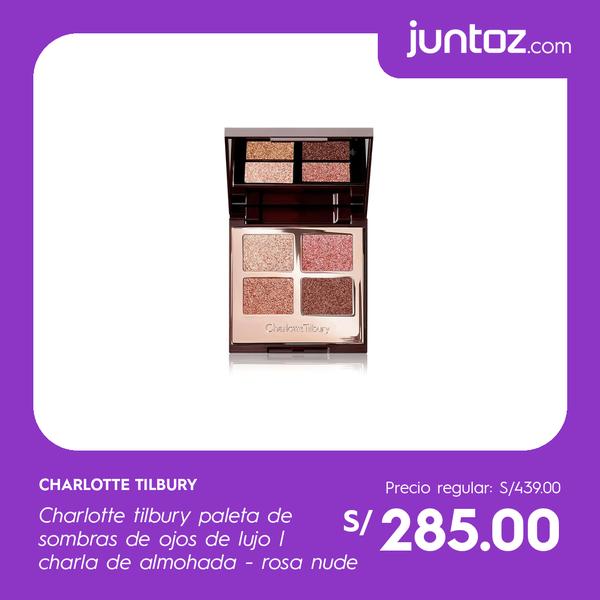 juntoz.com
CharlotteTilbury
CHARLOTTE TILBURY
Charlotte tilbury paleta de
sombras de ojos de lujo |
charla de almohada - rosa nude
Precio regular: S/439.00
S/ 285.00